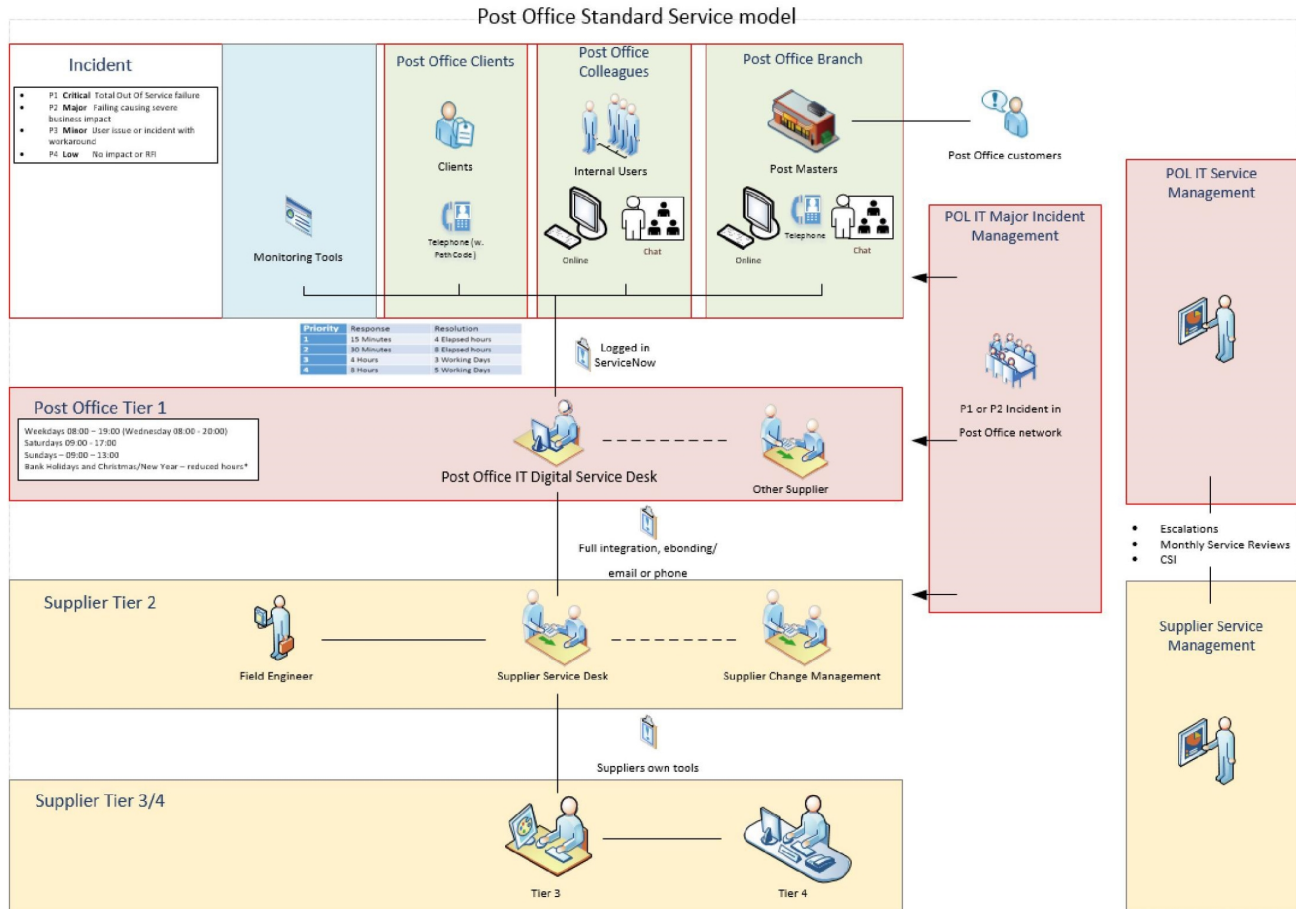 Post Office Standard Service model
Incident
• P1 Critical Total Out Of Service failure
• P2 Major Failing causing severe
business impact
• P3 Minor User issue or incident with
workaround
• P4 Low No impact or RFI
Monitoring Tools
Post Office Clients
Clients
Telephone (w.
PathCode)
Post Office
Colleagues
Internal Users
Online
Chat
Post Office Branch
Post Masters
Telephone
Online
Chat
Post Office customers
Priority Response Resolution
1 15 Minutes 4 Elapsed hours
2 30 Minutes 8 Elapsed hours
3 4 Hours 3 Working Days
4 8 Hours 5 Working Days
Logged in
ServiceNow
POL IT Major Incident
Management
P1 or P2 Incident in
Post Office network
POL IT Service
Management
• Escalations
• Monthly Service Reviews
• CSI
Supplier Service
Management
Post Office Tier 1
Weekdays 08:00 – 19:00 (Wednesday 08:00 - 20:00)
Saturdays 09:00 - 17:00
Sundays – 09:00 – 13:00
Bank Holidays and Christmas/New Year – reduced hours*
Post Office IT Digital Service Desk
Other Supplier
Full integration, ebonding/
email or phone
Supplier Tier 2
Field Engineer
Supplier Service Desk
Supplier Change Management
Suppliers own tools
Supplier Tier 3/4
Tier 3
Tier 4